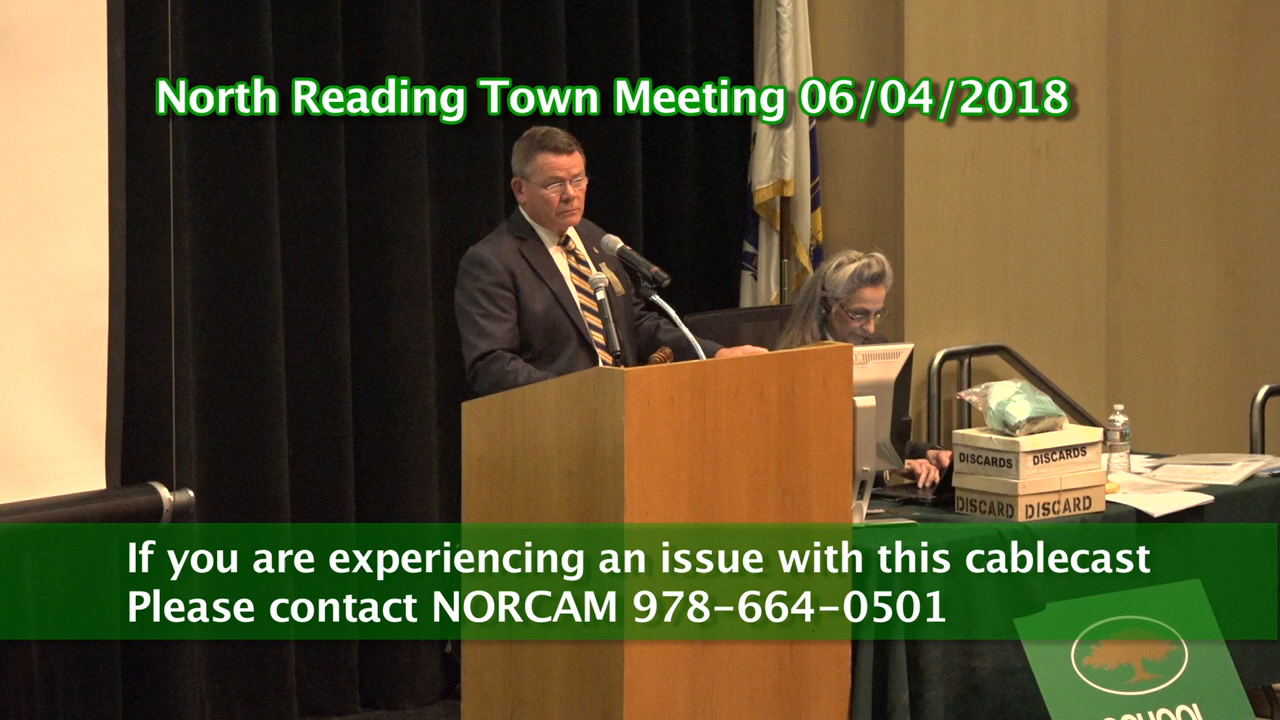 North Reading Town Meeting 06/04/2018
DISCARDS DISCARDS
DISCARD DISCARD
If you are experiencing an issue with this cablecast
Please contact NORCAM 978-664-0501
SCHOOL